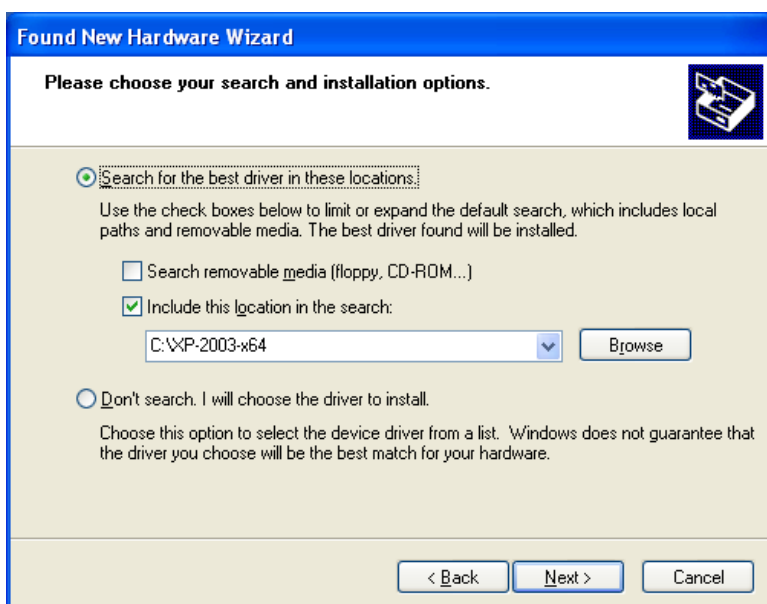 Found New Hardware Wizard
Please choose your search and installation options.
Search for the best driver in these locations.
Use the check boxes below to limit or expand the default search, which includes local
paths and removable media. The best driver found will be installed.
Search removable media (floppy, CD-ROM...)
Include this location in the search:
C:\XP-2003-x64
Browse
Don't search. I will choose the driver to install.
Choose this option to select the device driver from a list. Windows does not guarantee that
the driver you choose will be the best match for your hardware.
< Back Next > Cancel